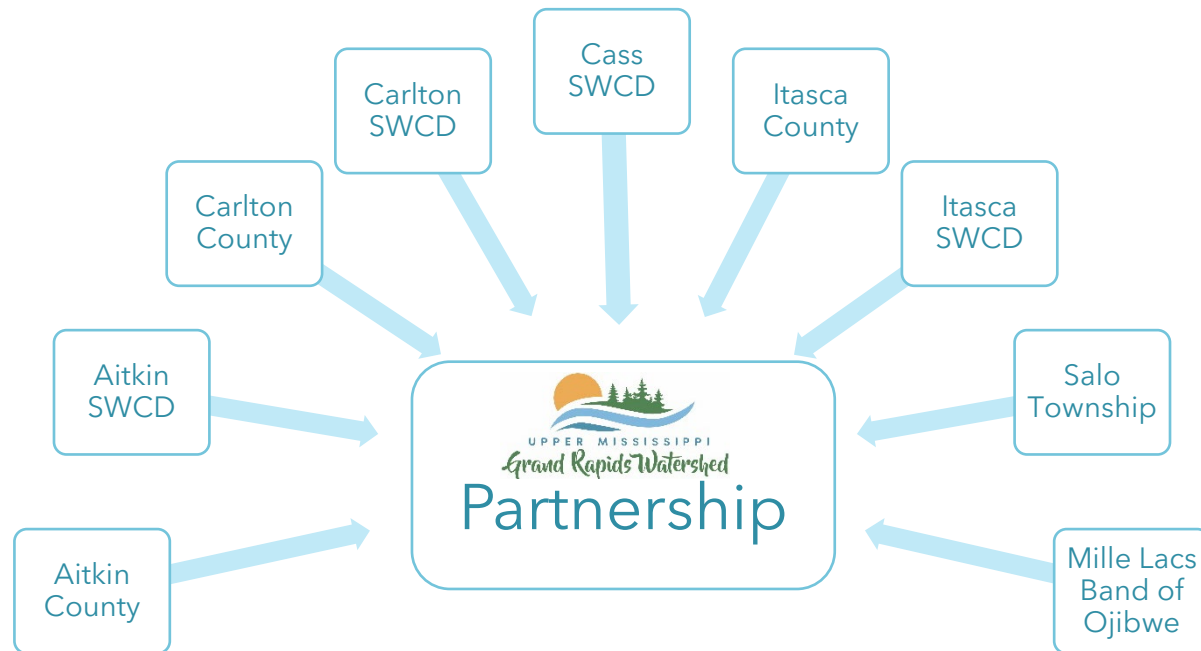 Cass
SWCD
Carlton
SWCD
Itasca
County
Carlton
County
Itasca
SWCD
Aitkin
SWCD
Salo
Township
UPPER MISSISSIPPI
Grand Rapids Watershed
Partnership
Aitkin
County
Mille Lacs
Band of
Ojibwe